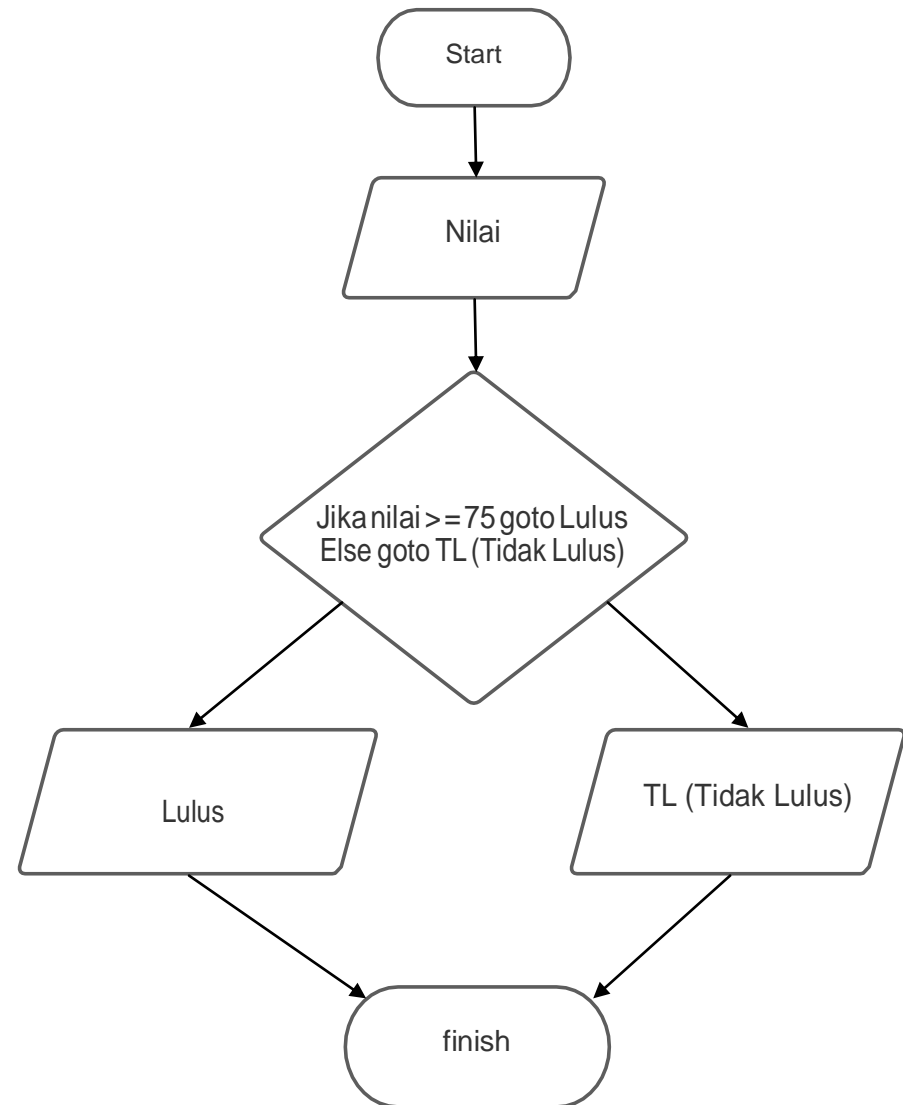 Start
Nilai
Jika nilai >= 75 goto Lulus
Else goto TL (Tidak Lulus)
Lulus
TL (Tidak Lulus)
finish